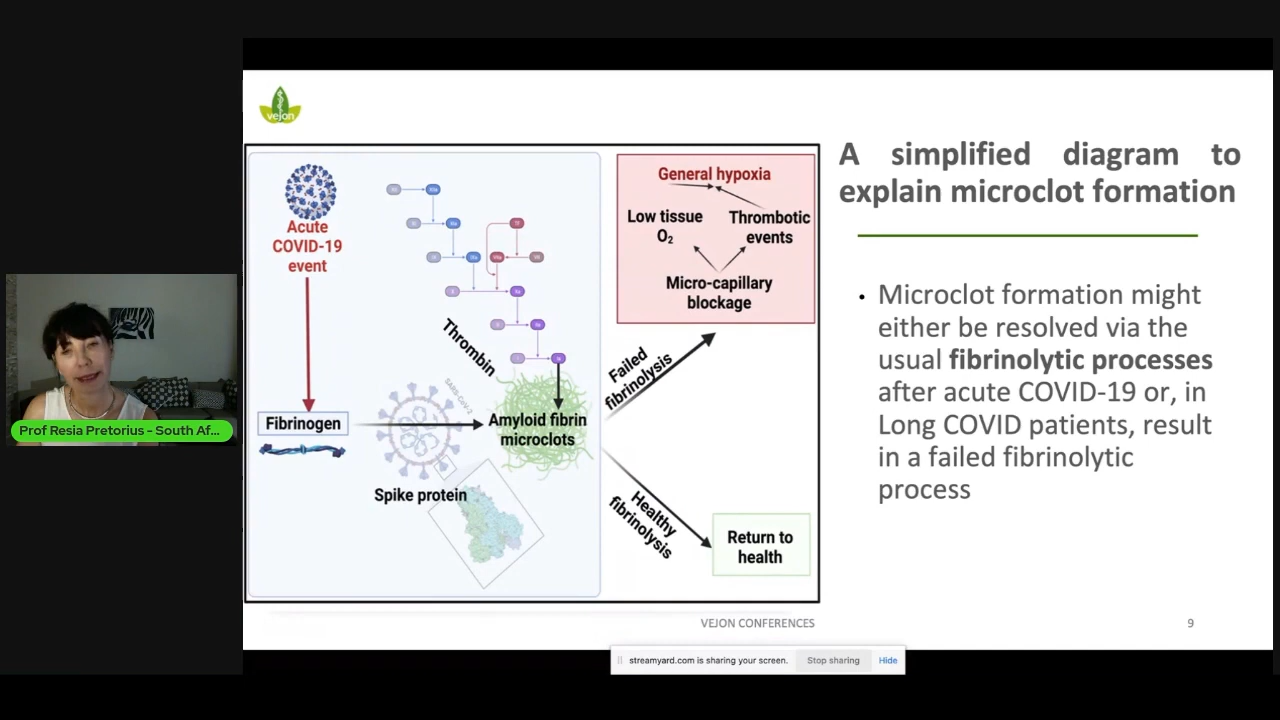 vejon
A simplified diagram to
explain microclot formation
Acute
COVID-19
event
General hypoxia
Low tissue
O₂
Thrombotic
events
Micro-capillary
blockage
Thrombin
Failed
fibrinolysis
SARS-CoV-2
Fibrinogen
Amyloid fibrin
microclots
Spike protein
Healthy
fibrinolysis
Return to
health
• Microclot formation might
either be resolved via the
usual fibrinolytic processes
after acute COVID-19 or, in
Long COVID patients, result
in a failed fibrinolytic
process
Prof Resia Pretorius - South Af...
VEJON CONFERENCES
9
streamyard.com is sharing your screen.
Stop sharing
Hide